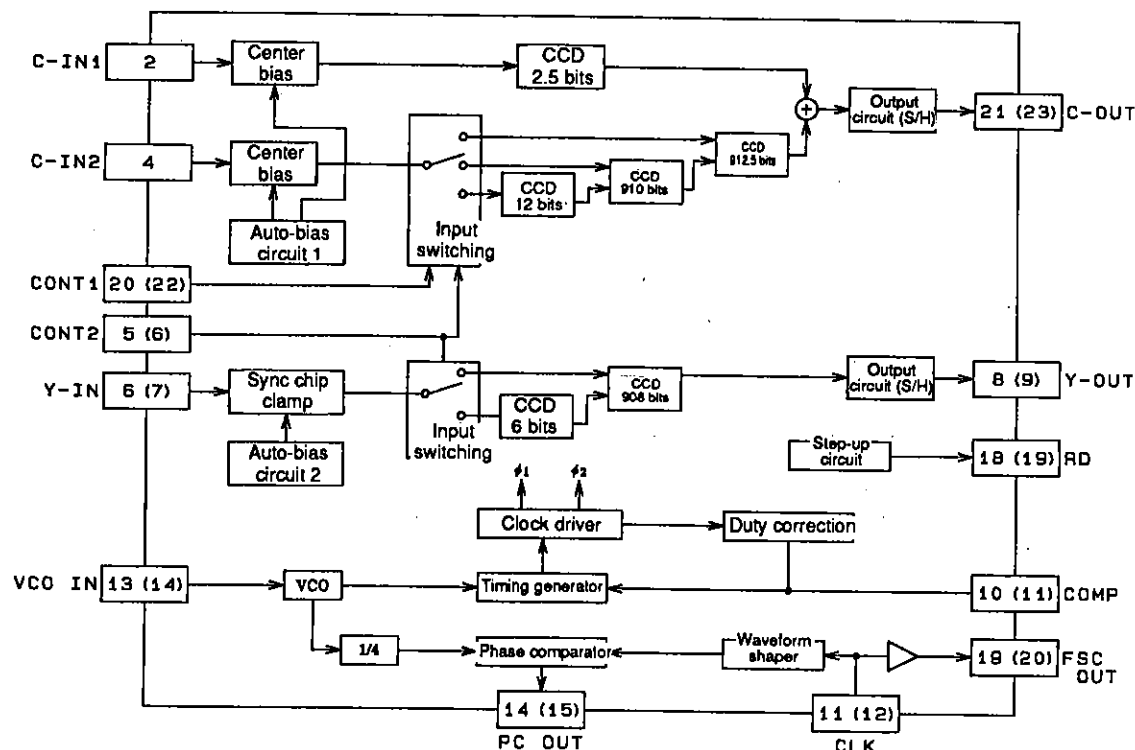 C-IN1
2
Center
bias
CCD
2.5 bits
+
Output
circuit (S/H)
21 (23)
C-OUT
C-IN2
4
Center
bias
CCD
912.5 bits
CCD
910 bits
CCD
12 bits
Auto-bias
circuit 1
Input
switching
CONT1
20 (22)
CONT2
5 (6)
Y-IN
6 (7)
Sync chip
clamp
CCD
908 bits
Output
circuit (S/H)
8 (9)
Y-OUT
CCD
6 bits
Input
switching
Auto-bias
circuit 2
Step-up
circuit
18 (19)
RD
ϕ1
ϕ2
Clock driver
Duty correction
VCO IN
13 (14)
VCO
Timing generator
10 (11)
COMP
1/4
Phase comparator
Waveform
shaper
19 (20)
FSC
OUT
14 (15)
PC OUT
11 (12)
CLK